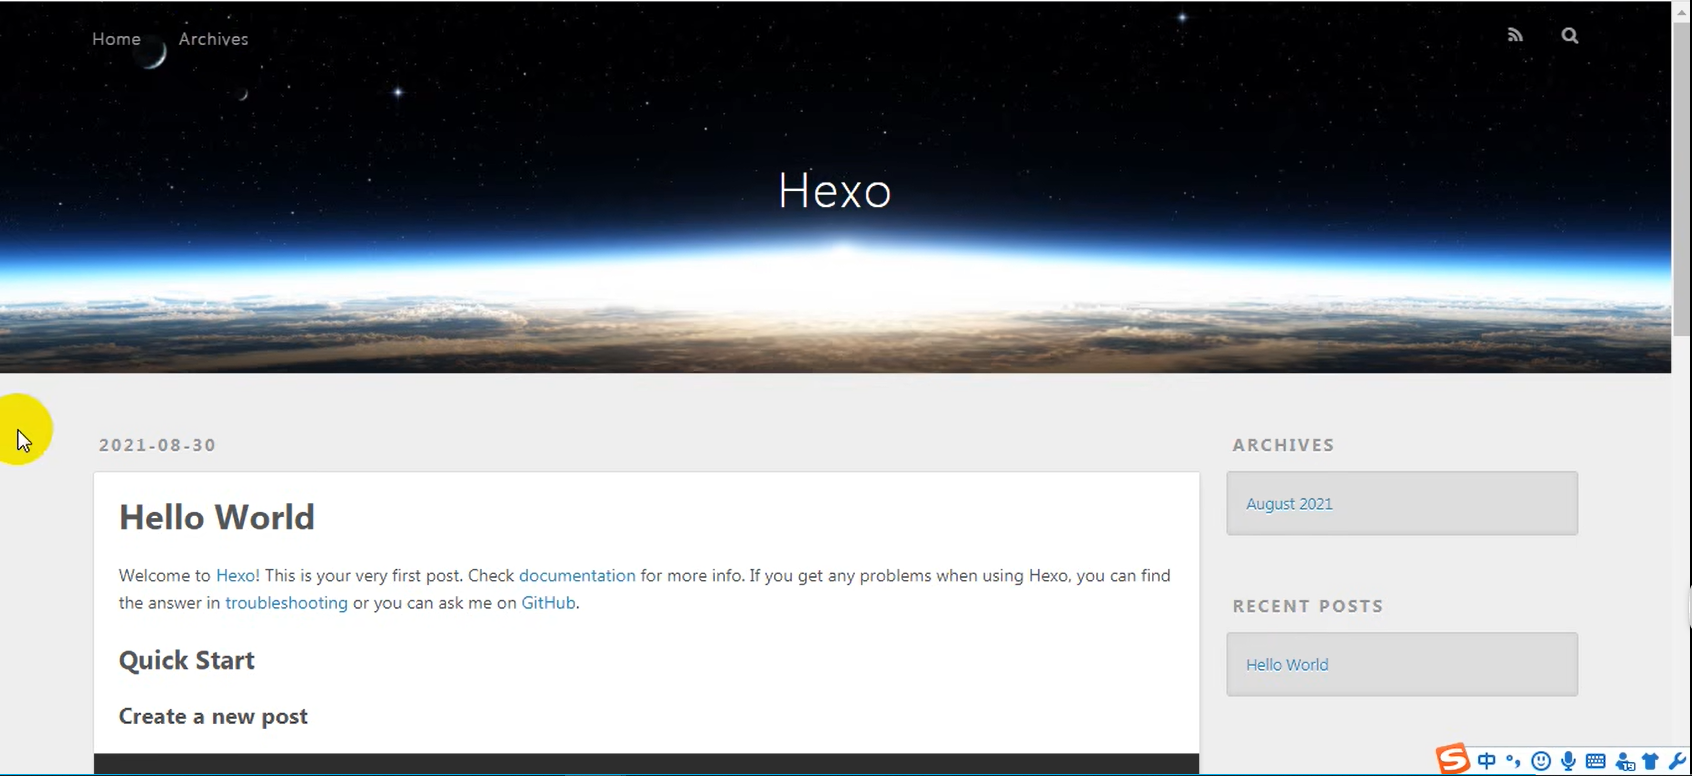 Home Archives
Hexo
2021-08-30
Hello World
Welcome to Hexo! This is your very first post. Check documentation for more info. If you get any problems when using Hexo, you can find
the answer in troubleshooting or you can ask me on GitHub.
Quick Start
Create a new post
ARCHIVES
August 2021
RECENT POSTS
Hello World
S 中